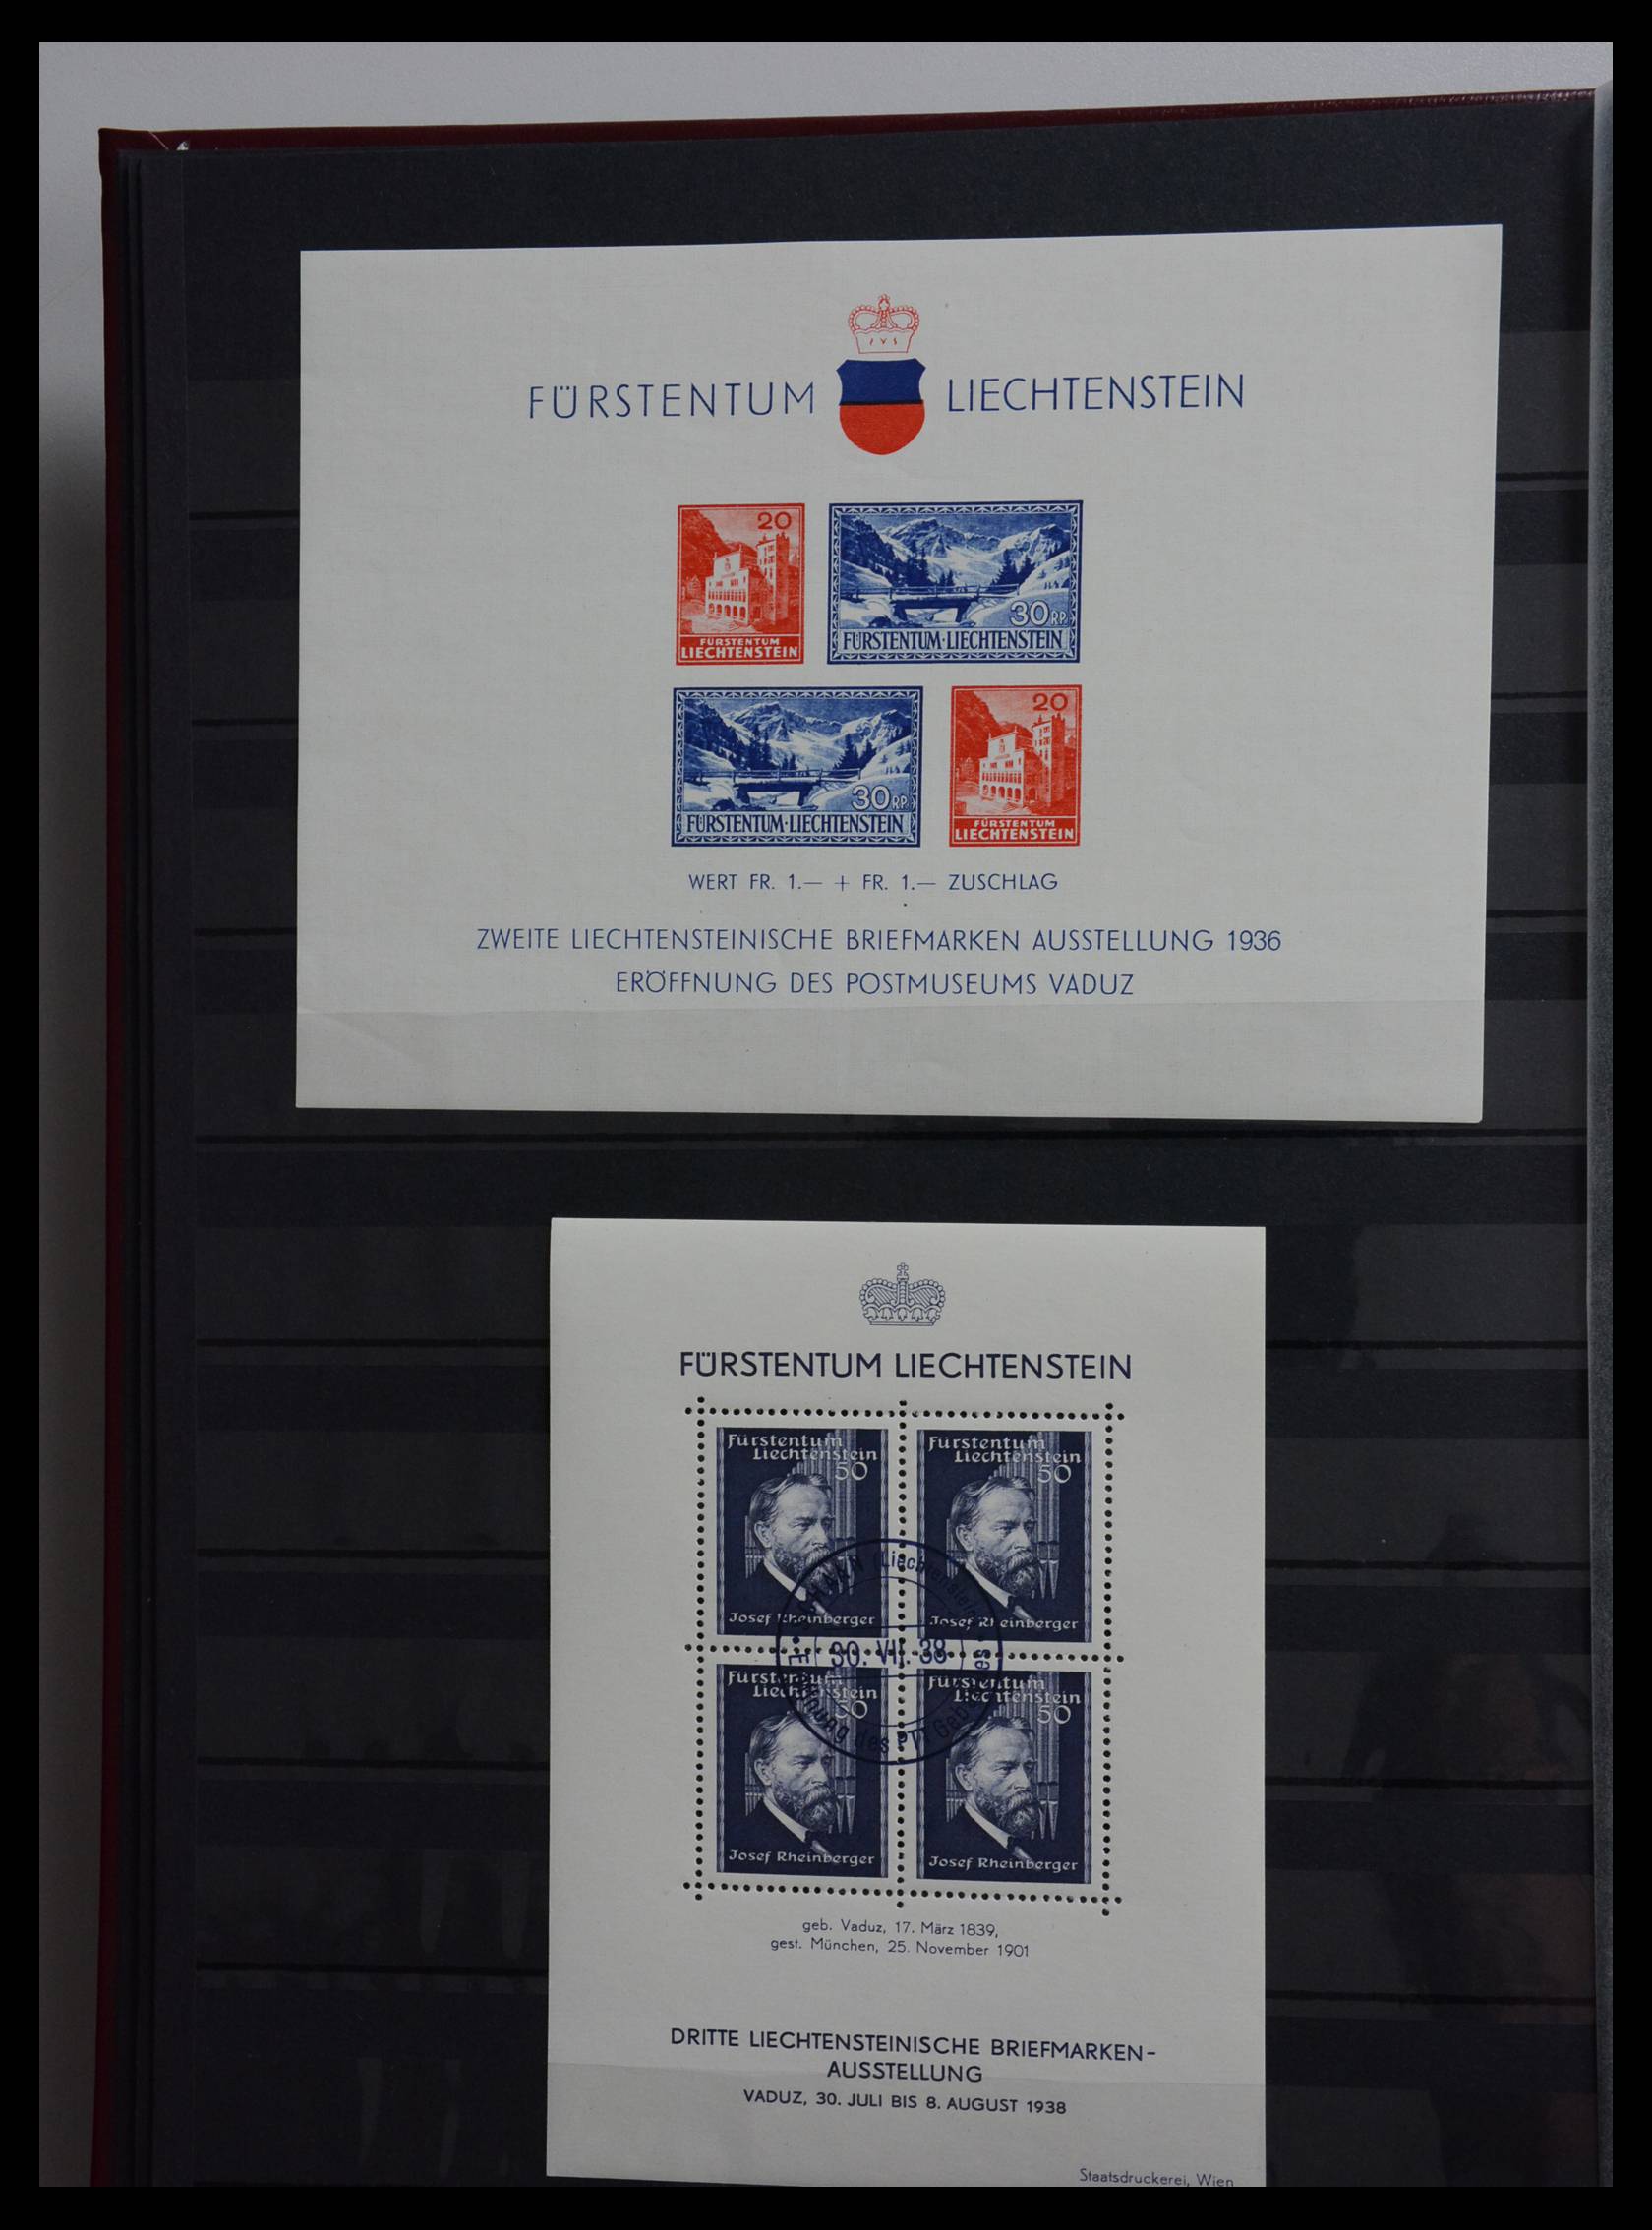 FÜRSTENTUM LIECHTENSTEIN
20
FÜRSTENTUM
LIECHTENSTEIN
30 RP.
FÜRSTENTUM·LIECHTENSTEIN
30 RP.
FÜRSTENTUM·LIECHTENSTEIN
20
FÜRSTENTUM
LIECHTENSTEIN
WERT FR. 1.— + FR. 1.— ZUSCHLAG
ZWEITE LIECHTENSTEINISCHE BRIEFMARKEN AUSSTELLUNG 1936
ERÖFFNUNG DES POSTMUSEUMS VADUZ
FÜRSTENTUM LIECHTENSTEIN
Fürstentum
Liechtenstein
50
Josef Rheinberger
Fürstentum
Liechtenstein
50
Josef Rheinberger
(Liechtenstein)
30. VII. 38
des PTT
Fürstentum
Liechtenstein
50
Josef Rheinberger
Fürstentum
Liechtenstein
50
Josef Rheinberger
geb. Vaduz, 17. März 1839,
gest. München, 25. November 1901
DRITTE LIECHTENSTEINISCHE BRIEFMARKEN-
AUSSTELLUNG
VADUZ, 30. JULI BIS 8. AUGUST 1938
Staatsdruckerei, Wien